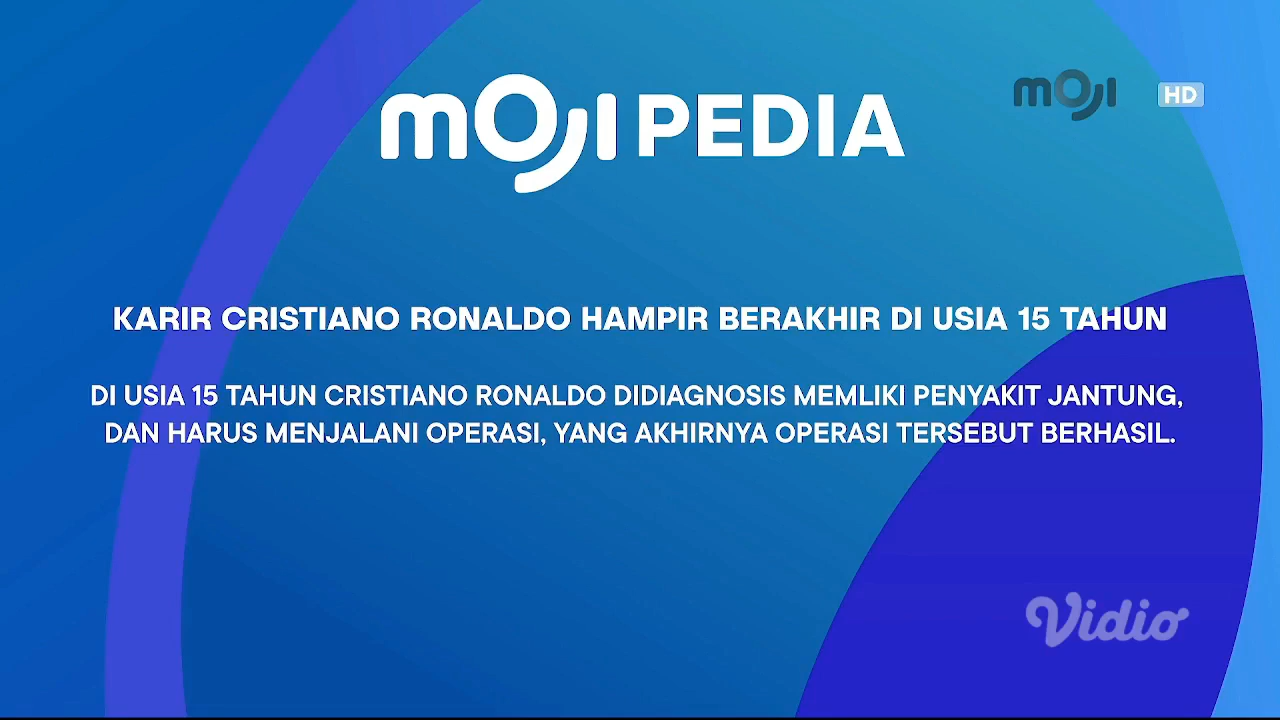 mOJI PEDIA
mOJI HD
KARIR CRISTIANO RONALDO HAMPIR BERAKHIR DI USIA 15 TAHUN
DI USIA 15 TAHUN CRISTIANO RONALDO DIDIAGNOSIS MEMLIKI PENYAKIT JANTUNG,
DAN HARUS MENJALANI OPERASI, YANG AKHIRNYA OPERASI TERSEBUT BERHASIL.
Vidio